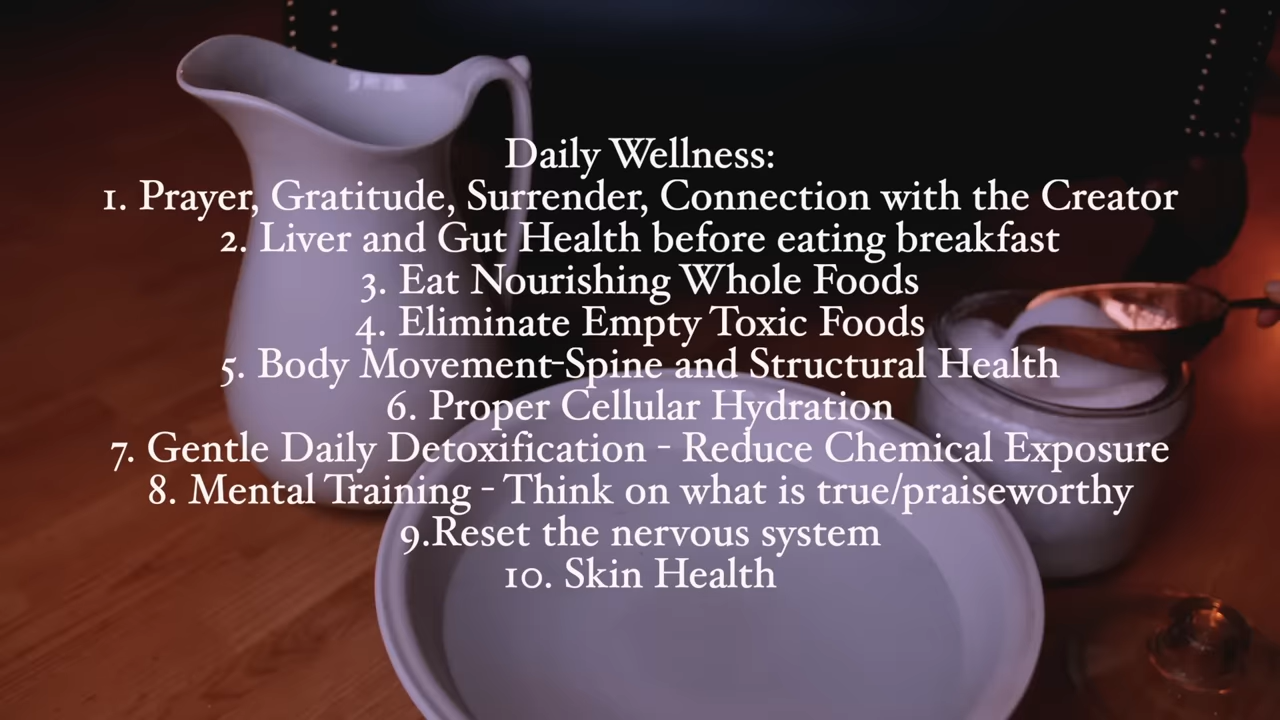 Daily Wellness:
1. Prayer, Gratitude, Surrender, Connection with the Creator
2. Liver and Gut Health before eating breakfast
3. Eat Nourishing Whole Foods
4. Eliminate Empty Toxic Foods
5. Body Movement-Spine and Structural Health
6. Proper Cellular Hydration
7. Gentle Daily Detoxification - Reduce Chemical Exposure
8. Mental Training - Think on what is true/praiseworthy
9.Reset the nervous system
10. Skin Health